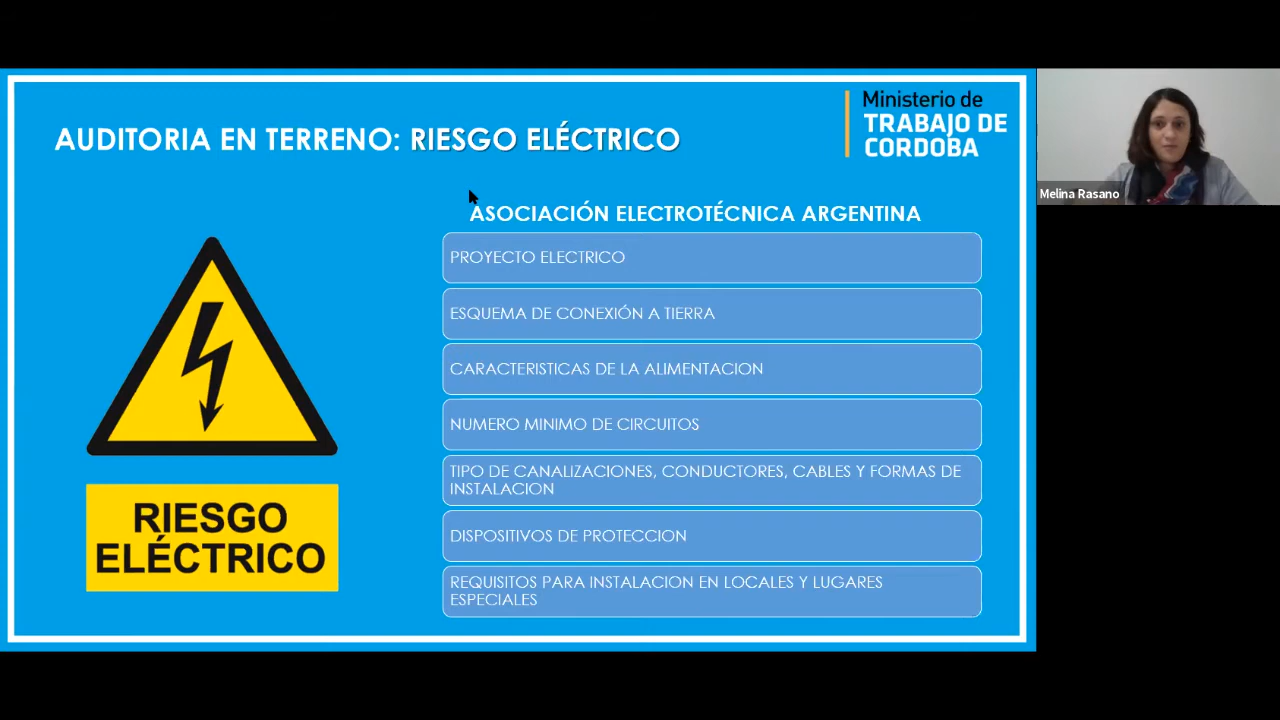 AUDITORIA EN TERRENO: RIESGO ELÉCTRICO
Ministerio de
TRABAJO DE
CORDOBA
Melina Rasano
ASOCIACIÓN ELECTROTÉCNICA ARGENTINA
PROYECTO ELECTRICO
ESQUEMA DE CONEXIÓN A TIERRA
CARACTERISTICAS DE LA ALIMENTACION
NUMERO MINIMO DE CIRCUITOS
TIPO DE CANALIZACIONES, CONDUCTORES, CABLES Y FORMAS DE
INSTALACION
DISPOSITIVOS DE PROTECCION
REQUISITOS PARA INSTALACION EN LOCALES Y LUGARES
ESPECIALES
RIESGO
ELÉCTRICO